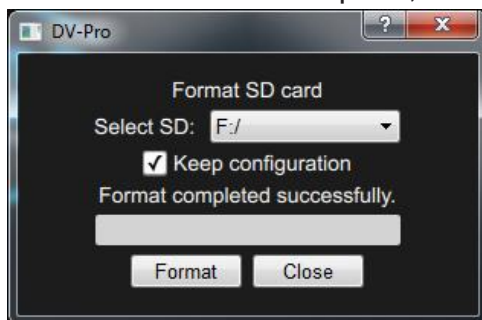 DV-Pro
?
X
Format SD card
Select SD: F:/
Keep configuration
Format completed successfully.
Format Close